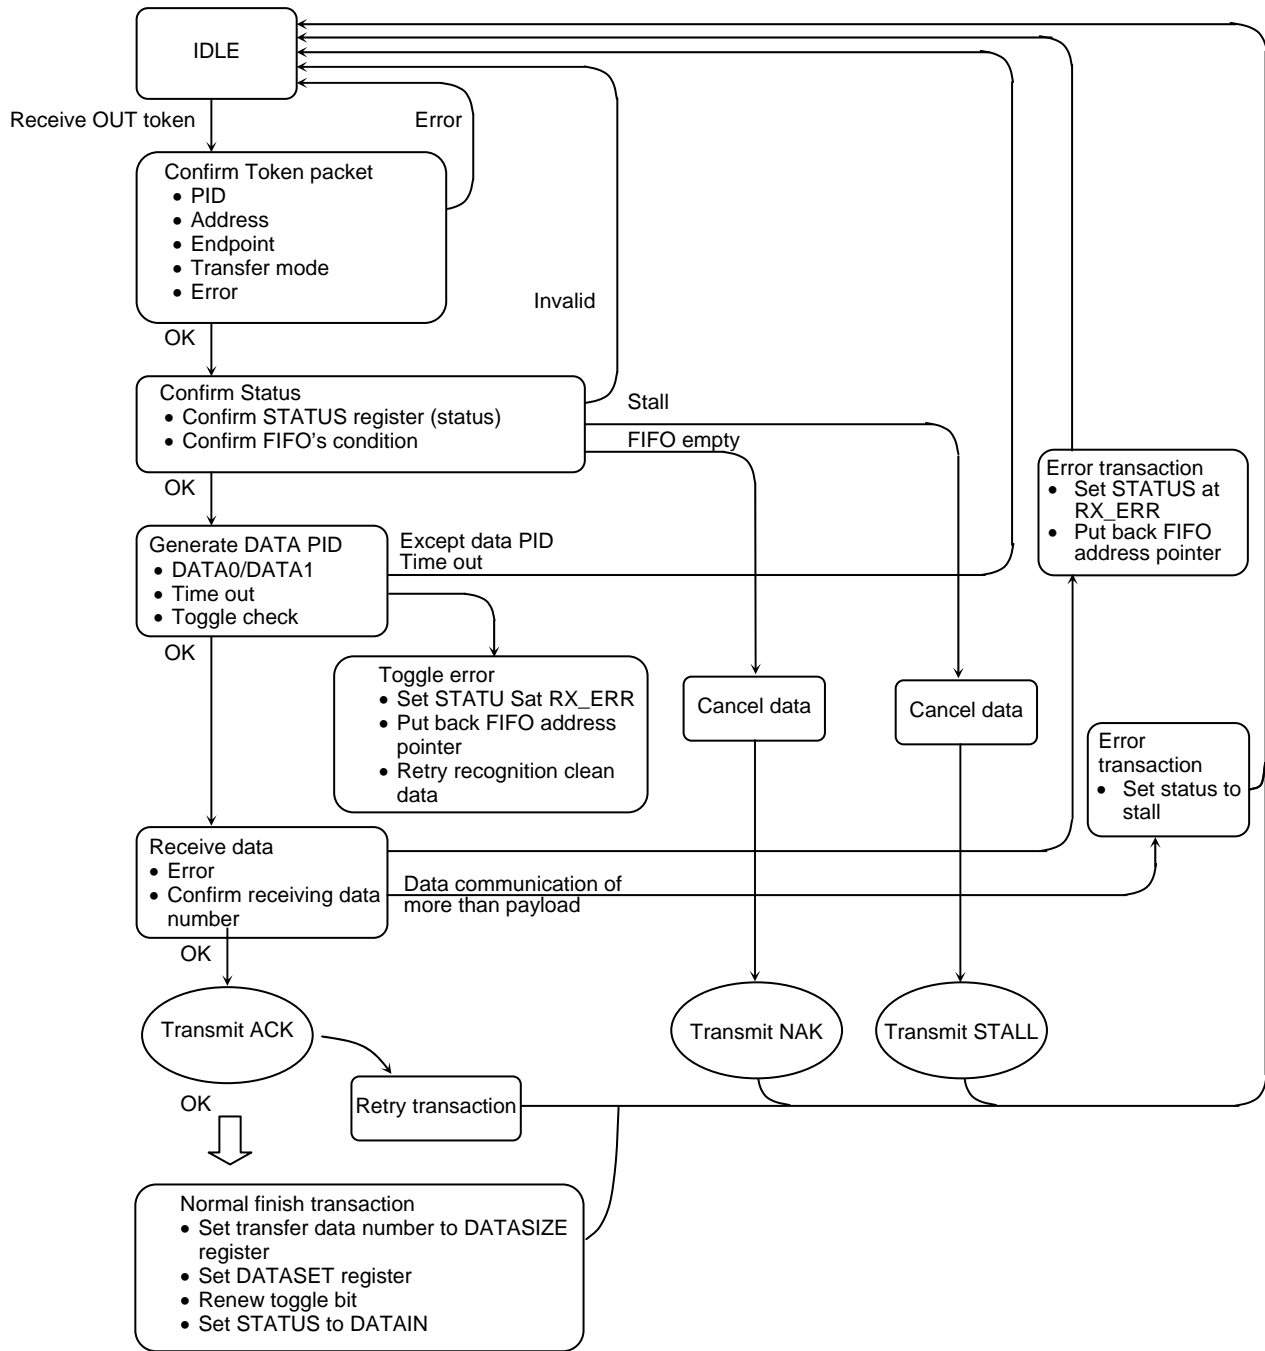 IDLE
Receive OUT token
Error
Confirm Token packet
• PID
• Address
• Endpoint
• Transfer mode
• Error
Invalid
OK
Confirm Status
• Confirm STATUS register (status)
• Confirm FIFO’s condition
Stall
FIFO empty
OK
Error transaction
• Set STATUS at
RX_ERR
• Put back FIFO
address pointer
Generate DATA PID
• DATA0/DATA1
• Time out
• Toggle check
Except data PID
Time out
OK
Toggle error
• Set STATU Sat RX_ERR
• Put back FIFO address
pointer
• Retry recognition clean
data
Cancel data
Cancel data
Error
transaction
• Set status to
stall
Receive data
• Error
• Confirm receiving data
number
Data communication of
more than payload
OK
Transmit ACK
Transmit NAK
Transmit STALL
OK
Retry transaction
Normal finish transaction
• Set transfer data number to DATASIZE
register
• Set DATASET register
• Renew toggle bit
• Set STATUS to DATAIN